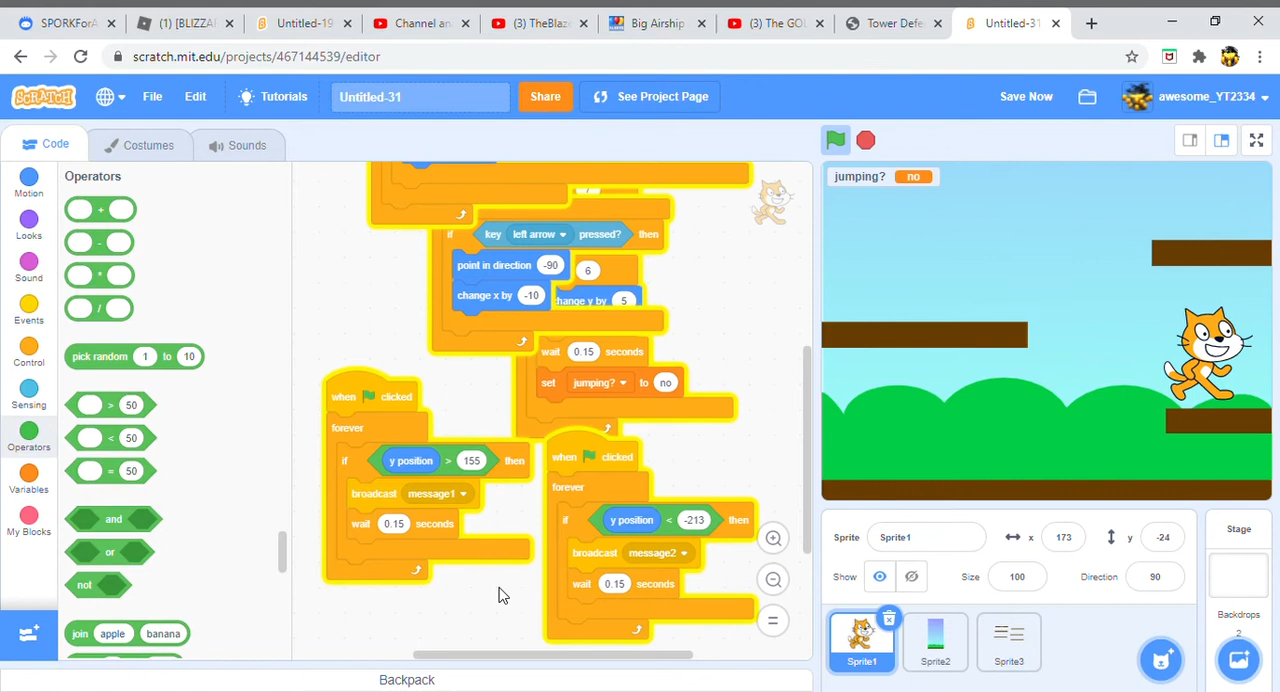 SPORKForA
(1) [BLIZZAI
Untitled-19
Channel an
(3) TheBlaze
Big Airship
(3) The GOL
Tower Defe
Untitled-31
scratch.mit.edu/projects/467144539/editor
SCRATCH
File
Edit
Tutorials
Untitled-31
Share
See Project Page
Save Now
awesome_YT2334
Code
Costumes
Sounds
Motion
Looks
Sound
Events
Control
Sensing
Operators
Variables
My Blocks
Operators
+
-
*
/
pick random 1 to 10
> 50
< 50
= 50
and
or
not
join apple banana
if key left arrow pressed? then
point in direction -90
6
change x by -10
hange y by 5
wait 0.15 seconds
set jumping? to no
when clicked
forever
if y position > 155 then
broadcast message1
wait 0.15 seconds
when clicked
forever
if y position < -213 then
broadcast message2
wait 0.15 seconds
Backpack
jumping? no
Sprite Sprite1 x 173 y -24
Show Size 100 Direction 90
Sprite1
Sprite2
Sprite3
Stage
Backdrops
2